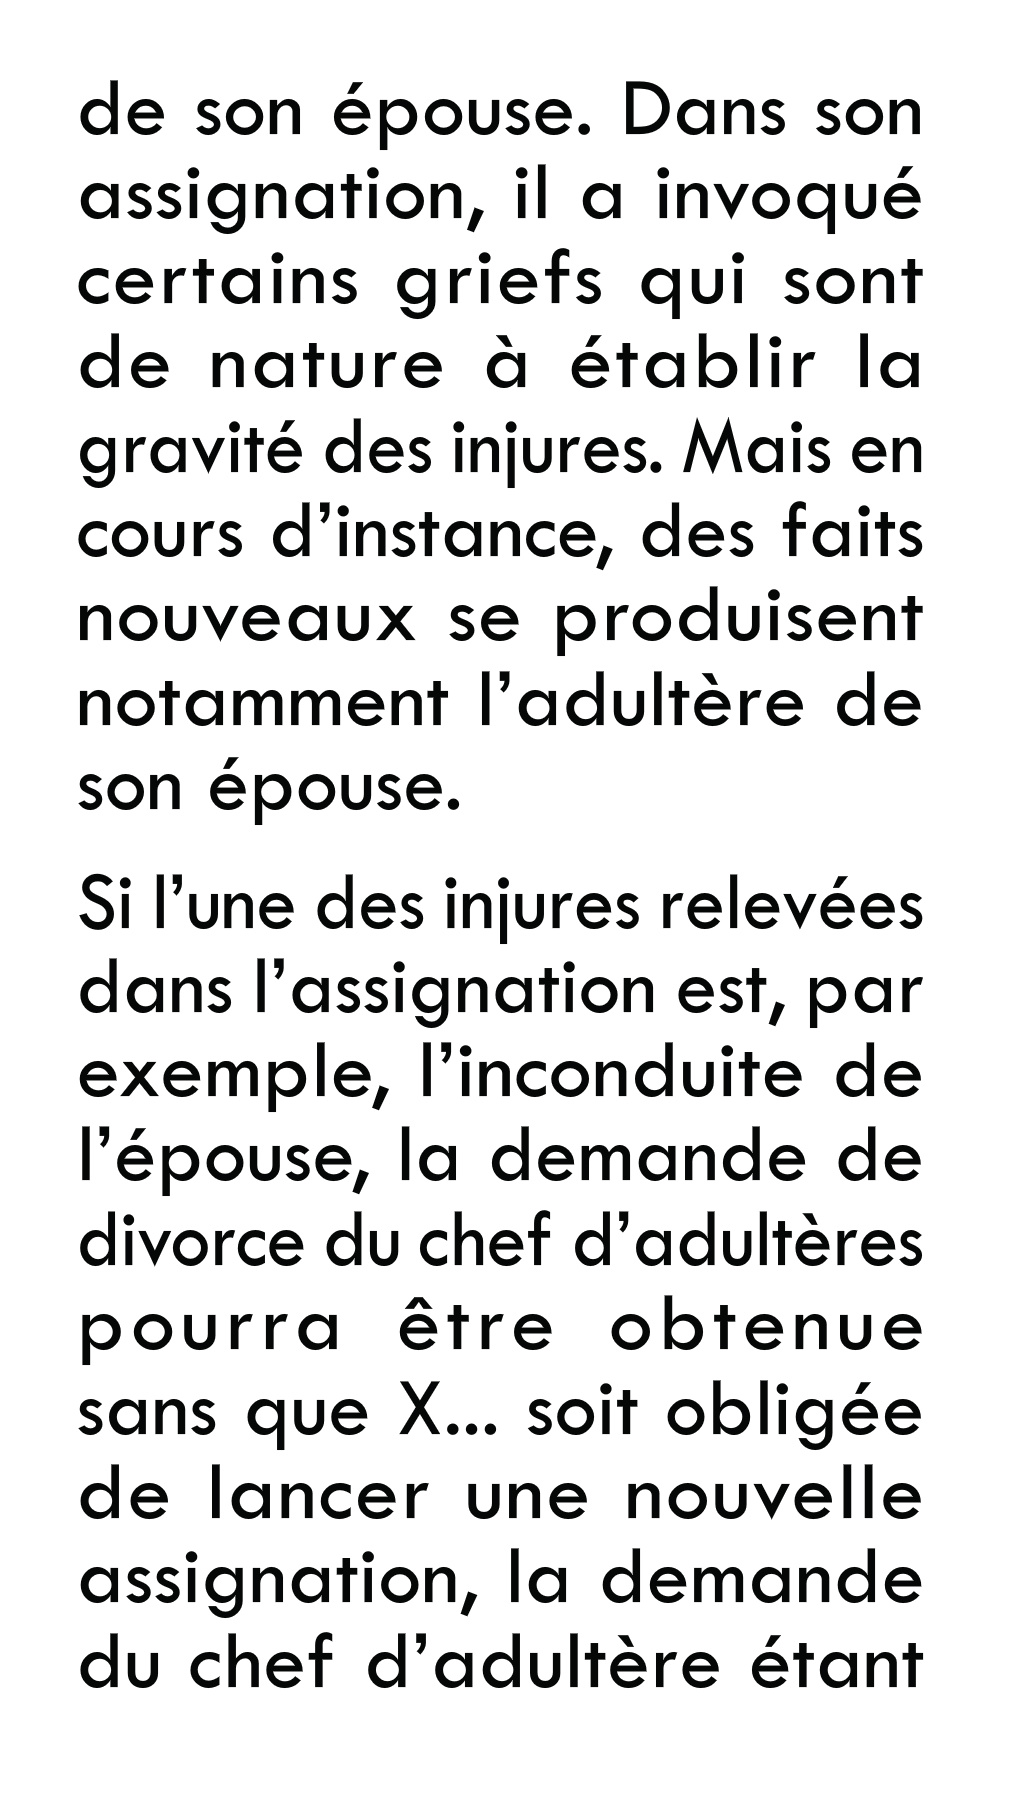 de son épouse. Dans son
assignation, il a invoqué
certains griefs qui sont
de nature à établir la
gravité des injures. Mais en
cours d’instance, des faits
nouveaux se produisent
notamment l’adultère de
son épouse.
Si l’une des injures relevées
dans l’assignation est, par
exemple, l’inconduite de
l’épouse, la demande de
divorce du chef d’adultères
pourra être obtenue
sans que X... soit obligée
de lancer une nouvelle
assignation, la demande
du chef d’adultère étant